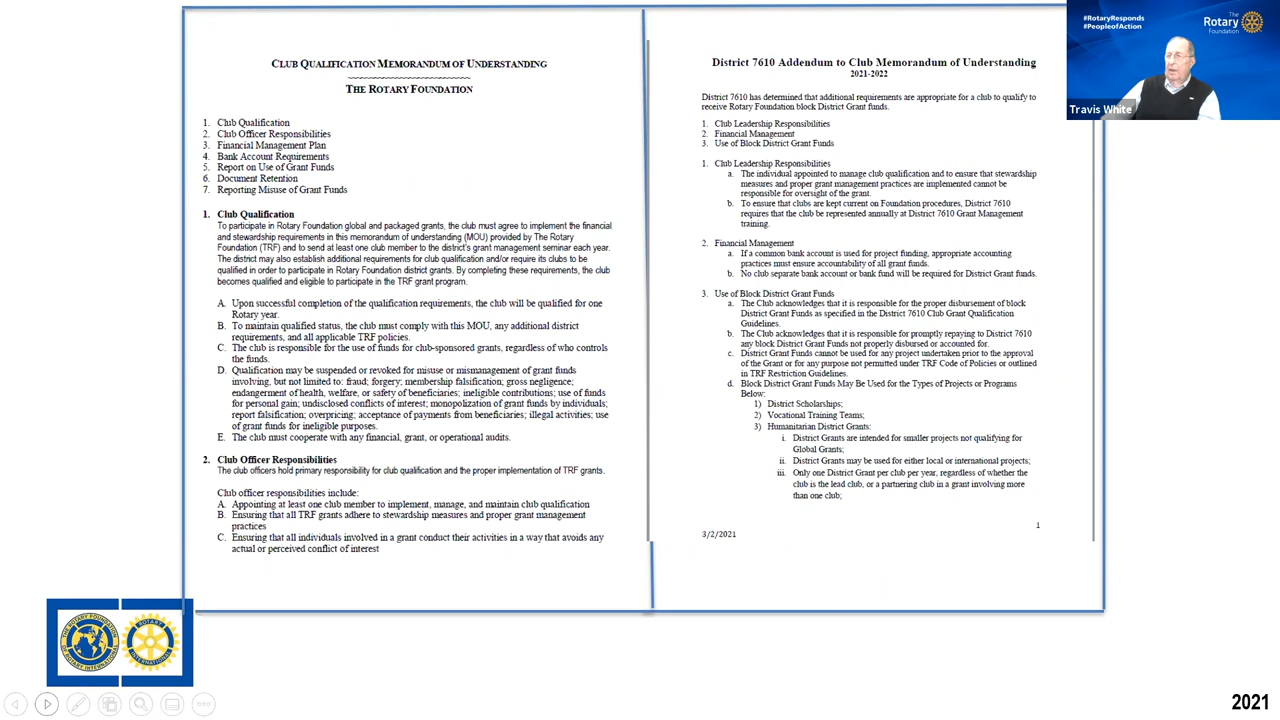 CLUB QUALIFICATION MEMORANDUM OF UNDERSTANDING
THE ROTARY FOUNDATION
1. Club Qualification
2. Club Officer Responsibilities
3. Financial Management Plan
4. Bank Account Requirements
5. Report on Use of Grant Funds
6. Document Retention
7. Reporting Misuse of Grant Funds
1. Club Qualification
To participate in Rotary Foundation global and packaged grants, the club must agree to implement the financial
and stewardship requirements in this memorandum of understanding (MOU) provided by The Rotary
Foundation (TRF) and to send at least one club member to the district's grant management seminar each year.
The district may also establish additional requirements for club qualification and/or require its clubs to be
qualified in order to participate in Rotary Foundation district grants. By completing these requirements, the club
becomes qualified and eligible to participate in the TRF grant program.
A. Upon successful completion of the qualification requirements, the club will be qualified for one
Rotary year.
B. To maintain qualified status, the club must comply with this MOU, any additional district
requirements, and all applicable TRF policies.
C. The club is responsible for the use of funds for club-sponsored grants, regardless of who controls
the funds.
D. Qualification may be suspended or revoked for misuse or mismanagement of grant funds
involving, but not limited to: fraud; forgery; membership falsification; gross negligence;
endangerment of health, welfare, or safety of beneficiaries; ineligible contributions; use of funds
for personal gain; undisclosed conflicts of interest; monopolization of grant funds by individuals;
report falsification; overpricing; acceptance of payments from beneficiaries; illegal activities; use
of grant funds for ineligible purposes.
E. The club must cooperate with any financial, grant, or operational audits.
2. Club Officer Responsibilities
The club officers hold primary responsibility for club qualification and the proper implementation of TRF grants.
Club officer responsibilities include:
A. Appointing at least one club member to implement, manage, and maintain club qualification
B. Ensuring that all TRF grants adhere to stewardship measures and proper grant management
practices
C. Ensuring that all individuals involved in a grant conduct their activities in a way that avoids any
actual or perceived conflict of interest
District 7610 Addendum to Club Memorandum of Understanding
2021-2022
District 7610 has determined that additional requirements are appropriate for a club to qualify to
receive Rotary Foundation block District Grant funds.
1. Club Leadership Responsibilities
2. Financial Management
3. Use of Block District Grant Funds
1. Club Leadership Responsibilities
a. The individual appointed to manage club qualification and to ensure that stewardship
measures and proper grant management practices are implemented cannot be
responsible for oversight of the grant.
b. To ensure that clubs are kept current on Foundation procedures, District 7610
requires that the club be represented annually at District 7610 Grant Management
training.
2. Financial Management
a. If a common bank account is used for project funding, appropriate accounting
practices must ensure accountability of all grant funds.
b. No club separate bank account or bank fund will be required for District Grant funds.
3. Use of Block District Grant Funds
a. The Club acknowledges that it is responsible for the proper disbursement of block
District Grant Funds as specified in the District 7610 Club Grant Qualification
Guidelines.
b. The Club acknowledges that it is responsible for promptly repaying to District 7610
any block District Grant Funds not properly disbursed or accounted for.
c. District Grant Funds cannot be used for any project undertaken prior to the approval
of the Grant or for any purpose not permitted under TRF Code of Policies or outlined
in TRF Restriction Guidelines.
d. Block District Grant Funds May Be Used for the Types of Projects or Programs
Below:
1) District Scholarships;
2) Vocational Training Teams;
3) Humanitarian District Grants:
i. District Grants are intended for smaller projects not qualifying for
Global Grants;
ii. District Grants may be used for either local or international projects;
iii. Only one District Grant per club per year, regardless of whether the
club is the lead club, or a partnering club in a grant involving more
than one club;
1
3/2/2021
#RotaryResponds
#PeopleofAction
The
Rotary
Foundation
Travis White
THE ROTARY FOUNDATION
OF ROTARY INTERNATIONAL
ROTARY
INTERNATIONAL
2021